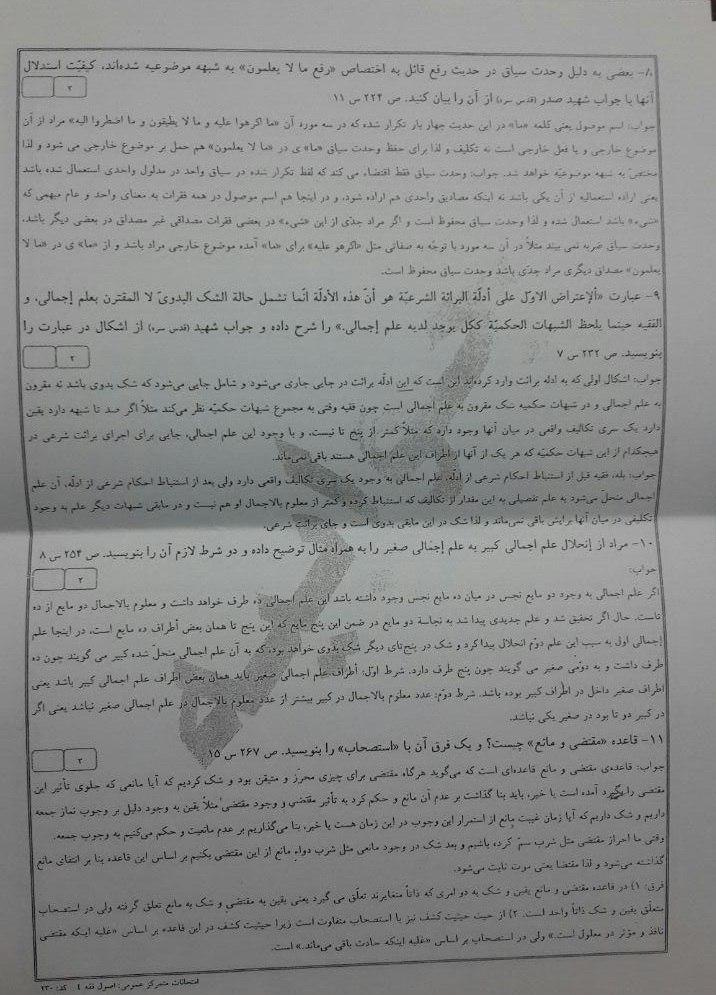 ۸- بعضی به دلیل وحدت سیاق در حدیث رفع قائل به اختصاص «رفع ما لا یعلمون» به شبهه موضوعیه شده‌اند، کیفیّت استدلال
۲
آنها با جواب شهید صدر (قدس سره) از آن را بیان کنید. ص ۲۲۴ س ۱۱
جواب: اسم موصول یعنی کلمه «ما» در این حدیث چهار بار تکرار شده که در سه مورد آن «ما اکرهوا علیه و ما لا یطیقون و ما اضطروا الیه» مراد از آن
موضوع خارجی و یا فعل خارجی است نه تکلیف و لذا برای حفظ وحدت سیاق «ما» ی در «ما لا یعلمون» هم حمل بر موضوع خارجی می شود و لذا
مختصّ به شبهه موضوعیّه خواهد شد. جواب: وحدت سیاق فقط اقتضاء می کند که لفظ تکرار شده در سیاق واحد در مدلول واحدی استعمال شده باشد
یعنی اراده استعمالیه از آن یکی باشد نه اینکه مصادیق واحدی هم اراده شود، و در اینجا هم اسم موصول در همه فقرات به معنای واحد و عام مبهمی که
«شیء» باشد استعمال شده و لذا وحدت سیاق محفوظ است و اگر مراد جدّی از این «شیء» در بعضی فقرات مصداقی غیر مصداق در بعضی دیگر باشد،
وحدت سیاق ضربه نمی بیند مثلاً در آن سه مورد با توجّه به صفاتی مثل «اکرهو علیه» برای «ما» آمده موضوع خارجی مراد باشد و از «ما» ی در «ما لا
یعلمون» مصداق دیگری مراد جدّی باشد وحدت سیاق محفوظ است.
۹- عبارت «الإعتراض الاوّل علی أدلّة البرائة الشرعیّة هو أنّ هذه الأدلّة انّما تشمل حالة الشک البدویّ لا المقترن بعلم إجمالی، و
الفقیه حینما یلحظ الشبهات الحکمیّة ککل یوجد لدیه علم إجمالی.» را شرح داده و جواب شهید (قدس سره) از اشکال در عبارت را
بنویسید. ص ۲۳۲ س ۷
۲
جواب: اشکال اولی که به ادله برائت وارد کرده‌اند این است که این ادلّه برائت در جایی جاری می‌شود و شامل جایی می‌شود که شک بدوی باشد نه مقرون
به علم اجمالی و در شبهات حکمیه شک مقرون به علم اجمالی است چون فقیه وقتی به مجموع شبهات حکمیّه نظر می‌کند مثلاً اگر صد تا شبهه دارد یقین
دارد یک سری تکالیف واقعی در میان آنها وجود دارد که مثلاً کمتر از پنج تا نیست، و با وجود این علم اجمالی، جایی برای اجرای برائت شرعی در
هیچکدام از این شبهات حکمیّه که هر یک از آنها از اطراف این علم اجمالی هستند باقی نمی‌ماند.
جواب: بله، فقیه قبل از استنباط احکام شرعی از ادلّه، علم اجمالی به وجود یک سری تکالیف واقعی دارد ولی بعد از استنباط احکام شرعی از ادلّه، آن علم
اجمالی منحل می‌شود به علم تفصیلی به این مقدار از تکالیف که استنباط کرده و کمتر از معلوم بالاجمال او هم نیست و در مابقی شبهات دیگر علم به وجود
تکلیفی در میان آنها برایش باقی نمی‌ماند و لذا شک در این مابقی بدوی است و جای برائت شرعی.
۱۰- مراد از إنحلال علم اجمالی کبیر به علم إجمالی صغیر را به همراه مثال توضیح داده و دو شرط لازم آن را بنویسید. ص ۲۵۴ س ۸
۲
جواب:
اگر علم اجمالی به وجود دو مایع نجس در میان ده مایع نجس وجود داشته باشد این علم اجمالی ده طرف خواهد داشت و معلوم بالاجمال دو مایع از ده
تاست. حال اگر تحقیق شد و علم جدیدی پیدا شد به نجاسة دو مایع در ضمن این پنج مایع که این پنج تا همان بعض أطراف ده مایع است، در اینجا علم
إجمالی اول به سبب این علم دوّم انحلال پیدا کرد و شک در پنج‌تای دیگر شک بدوی خواهد بود، که به آن علم اجمالی منحلّ شده کبیر می گویند چون ده
طرف داشت و به دوّمی صغیر می گویند چون پنج طرف دارد. شرط اوّل: أطراف علم اجمالی صغیر باید همان بعض اطراف علم اجمالی کبیر باشد یعنی
اطراف صغیر داخل در اطراف کبیر بوده باشد. شرط دوّم: عدد معلوم بالاجمال در کبیر بیشتر از عدد معلوم بالاجمال در علم اجمالی صغیر نباشد یعنی اگر
در کبیر دو تا بود در صغیر یکی نباشد.
۱۱- قاعده «مقتضی و مانع» چیست؟ و یک فرق آن با «استصحاب» را بنویسید. ص ۲۶۷ س ۱۵
۲
جواب: قاعده‌ی مقتضی و مانع قاعده‌ای است که می‌گوید هرگاه مقتضی برای چیزی محرَز و متیقن بود و شک کردیم که آیا مانعی که جلوی تأثیر این
مقتضی را بگیرد آمده است یا خیر، باید بنا گذاشت بر عدم آن مانع و حکم کرد به تأثیر مقتضی و وجود مقتضیٰ مثلاً یقین به وجود دلیل بر وجوب نماز جمعه
داریم و شک داریم که آیا زمان غیبت مانع از استمرار این وجوب در این زمان هست یا خیر، بنا می‌گذاریم بر عدم مانعیت و حکم می‌کنیم به وجوب جمعه.
وقتی ما احراز مقتضی مثل شرب سمّ کرده، باشیم و بعد شک در وجود مانعی مثل شرب دواء مانع از این مقتضی بکنیم بر اساس این قاعده بنا بر انتفای مانع
گذاشته می‌شود و لذا مقتضا یعنی موت ثابت می‌شود.
فرق: ۱) در قاعده مقتضی و مانع یقین و شک به دو امری که ذاتاً متغایرند تعلّق می گیرد یعنی یقین به مقتضی و شک به مانع تعلق گرفته ولی در استصحاب
متعلّق یقین و شک ذاتاً واحد است. ۲) از حیث حیثیت کشف نیز با استصحاب متفاوت است زیرا حیثیت کشف در این قاعده بر اساس «غلبه اینکه مقتضی
نافذ و مؤثر در معلول است.» ولی در استصحاب بر اساس «غلبه اینکه حادث باقی می‌ماند.» است.
امتحانات متمرکز عمومی: اصول فقه ٤ کد: ۲۳۰